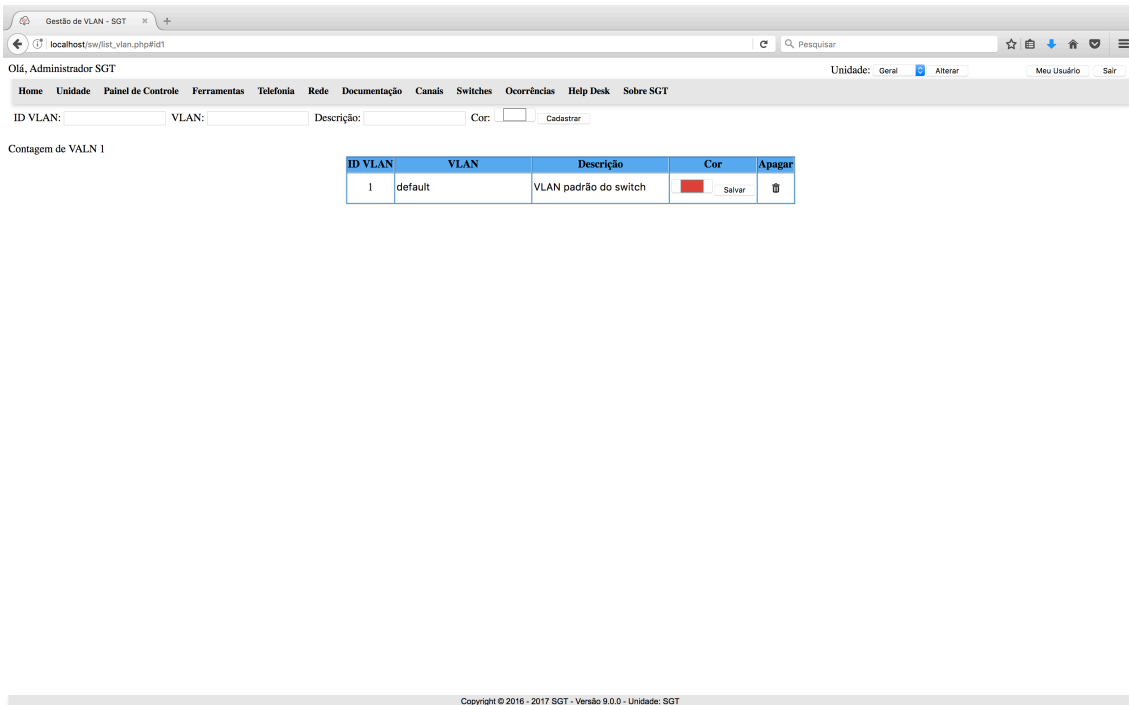 Gestão de VLAN - SGT
localhost/sw/list_vlan.php#id1
Pesquisar
Olá, Administrador SGT
Unidade: Geral Alterar Meu Usuário Sair
Home Unidade Painel de Controle Ferramentas Telefonia Rede Documentação Canais Switches Ocorrências Help Desk Sobre SGT
ID VLAN: VLAN: Descrição: Cor: Cadastrar
Contagem de VALN 1
ID VLAN VLAN Descrição Cor Apagar
1 default VLAN padrão do switch Salvar
Copyright © 2016 - 2017 SGT - Versão 9.0.0 - Unidade: SGT